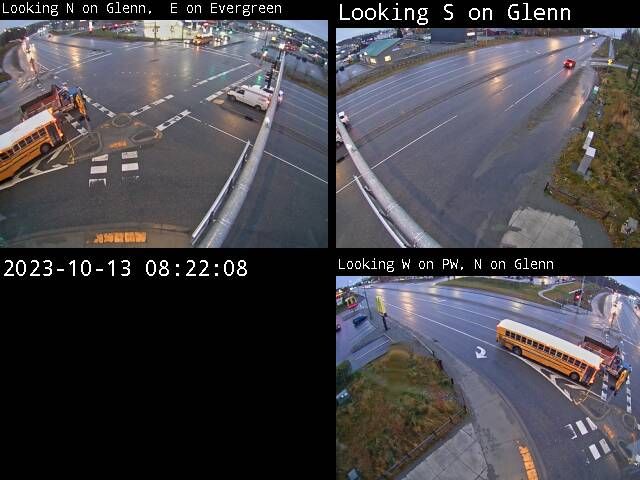 Looking N on Glenn,  E on Evergreen
Looking S on Glenn
2023-10-13 08:22:08
Looking W on PW, N on Glenn